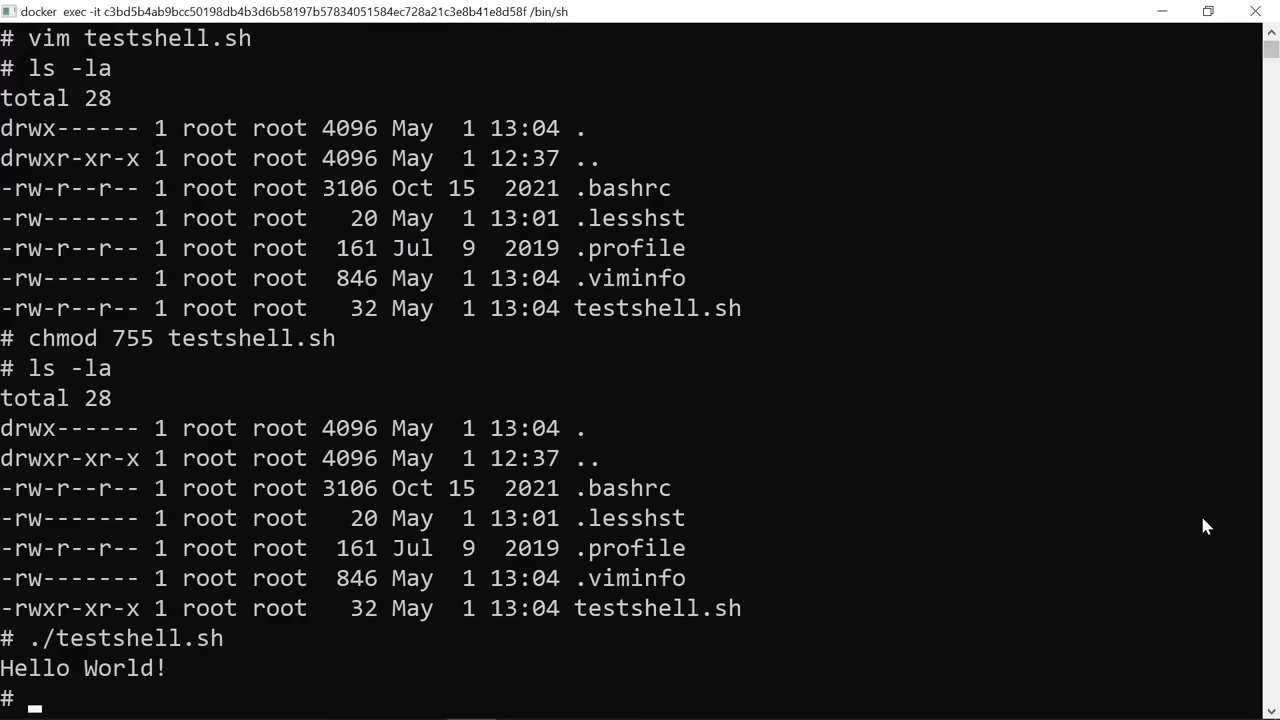 docker exec -it c3bd5b4ab9bcc50198db4b3d6b58197b57834051584ec728a21c3e8b41e8d58f /bin/sh
# vim testshell.sh
# ls -la
total 28
drwx------ 1 root root 4096 May  1 13:04 .
drwxr-xr-x 1 root root 4096 May  1 12:37 ..
-rw-r--r-- 1 root root 3106 Oct 15  2021 .bashrc
-rw------- 1 root root   20 May  1 13:01 .lesshst
-rw-r--r-- 1 root root  161 Jul  9  2019 .profile
-rw------- 1 root root  846 May  1 13:04 .viminfo
-rw-r--r-- 1 root root   32 May  1 13:04 testshell.sh
# chmod 755 testshell.sh
# ls -la
total 28
drwx------ 1 root root 4096 May  1 13:04 .
drwxr-xr-x 1 root root 4096 May  1 12:37 ..
-rw-r--r-- 1 root root 3106 Oct 15  2021 .bashrc
-rw------- 1 root root   20 May  1 13:01 .lesshst
-rw-r--r-- 1 root root  161 Jul  9  2019 .profile
-rw------- 1 root root  846 May  1 13:04 .viminfo
-rwxr-xr-x 1 root root   32 May  1 13:04 testshell.sh
# ./testshell.sh
Hello World!
#